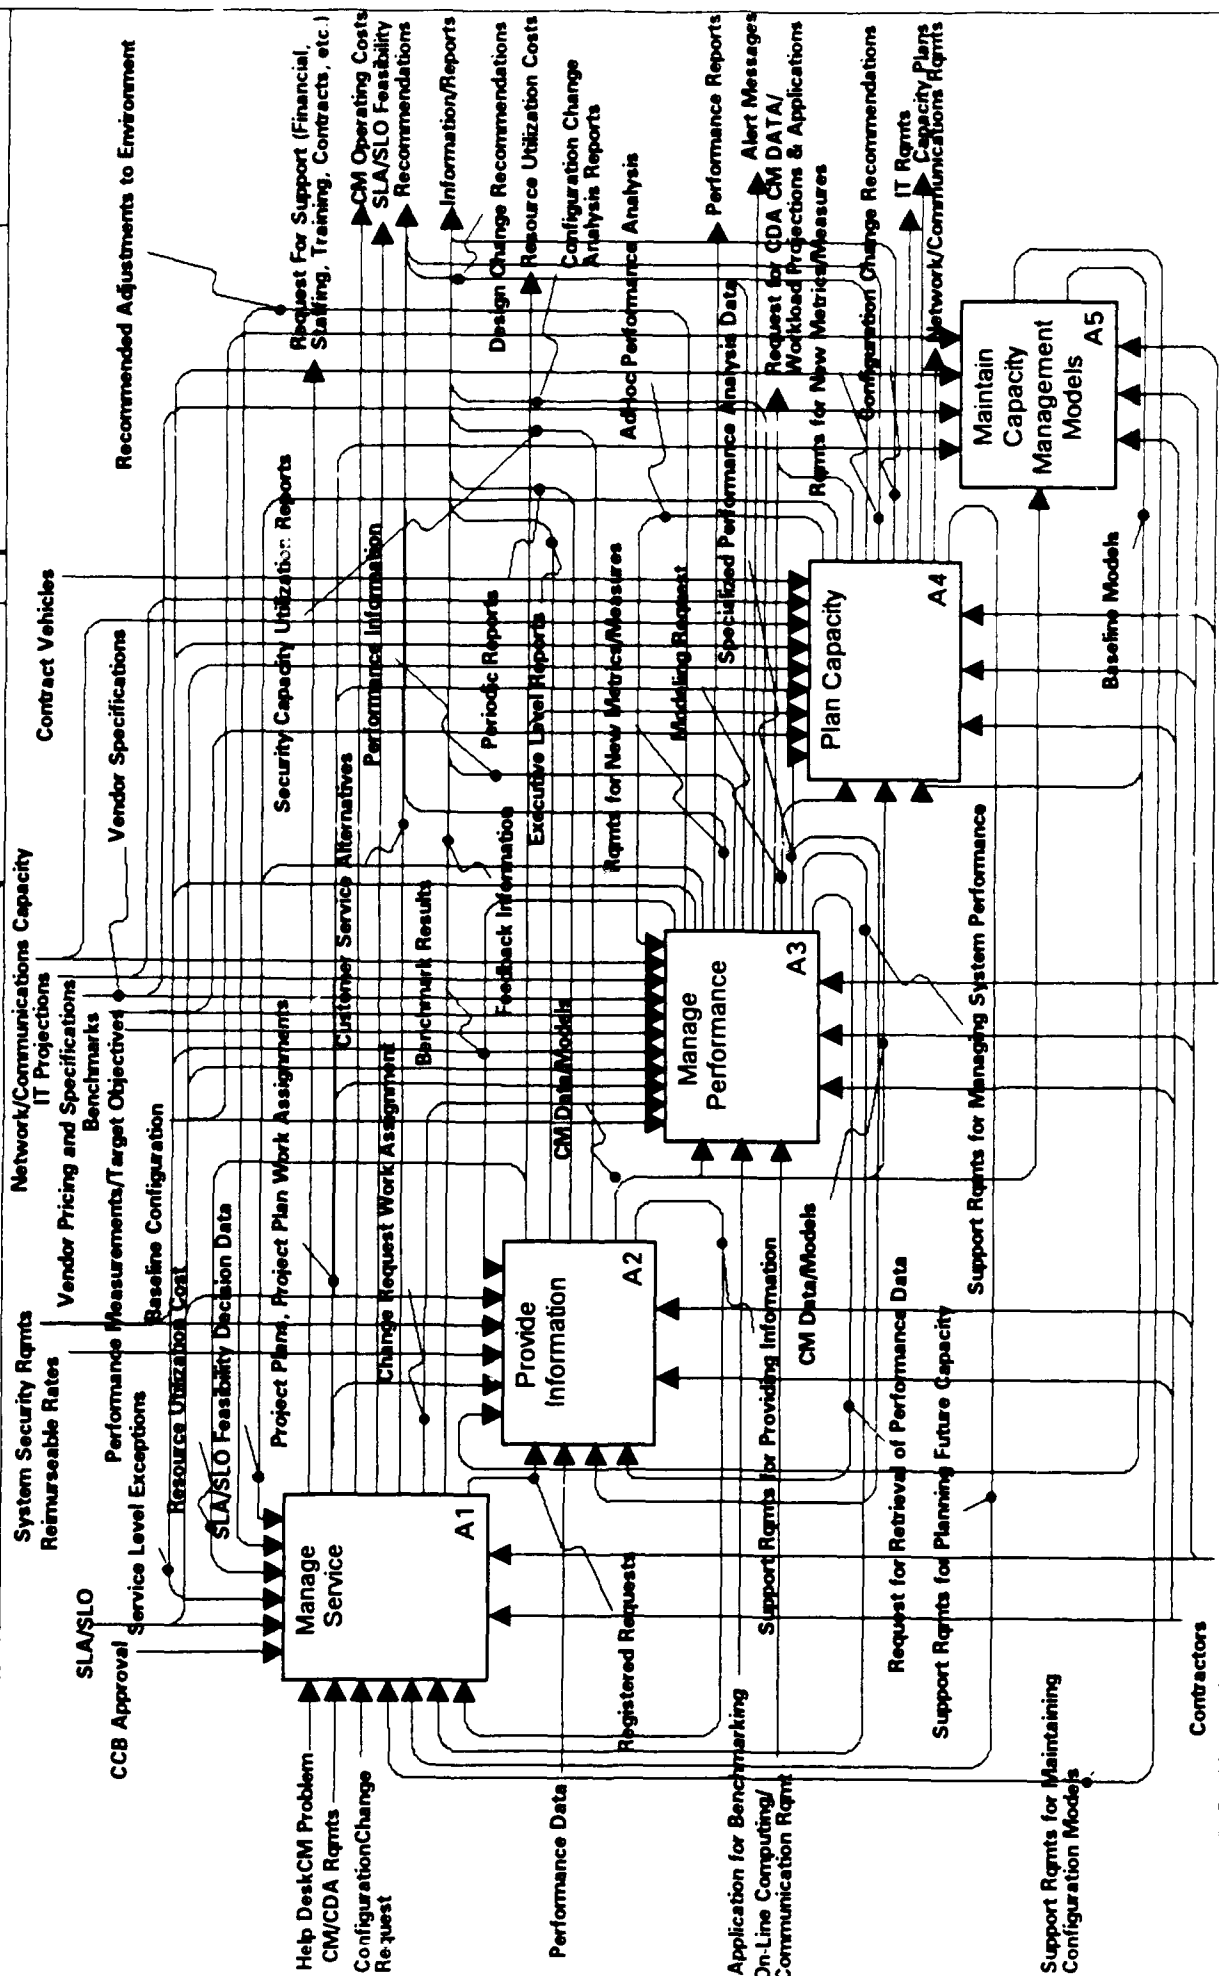 Network/Communications Capacity
IT Projections
Vendor Pricing and Specifications
Benchmarks
Performance Measurements/Target Objectives
Baseline Configuration
System Security Rqmts
Reimurseable Rates
Service Level Exceptions
Resource Utilization Cost
SLA/SLO Feasibility Decision Data
SLA/SLO
CCB Approval
Contract Vehicles
Vendor Specifications
Recommended Adjustments to Environment
Request For Support (Financial,
Staffing, Training, Contracts, etc.)
CM Operating Costs
SLA/SLO Feasibility
Recommendations
Information/Reports
Design Change Recommendations
Resource Utilization Costs
Configuration Change
Analysis Reports
AdHoc Performance Analysis
Performance Reports
Alert Messages
Request for CDA CM DATA/
Workload Projections & Applications
Rqmts for New Metrics/Measures
Configuration Change Recommendations
IT Rqmts
Capacity Plans
Network/Communications Rqmts
Security Capacity Utilization Reports
Performance Information
Periodic Reports
Executive Level Reports
Rqmts for New Metrics/Measures
Modeling Request
Specialized Performance Analysis Data
Project Plans, Project Plan Work Assignments
Customer Service Alternatives
Change Request Work Assignment
Benchmark Results
Feedback Information
CM Data/Models
Manage
Service
A1
Provide
Information
A2
Manage
Performance
A3
Plan Capacity
A4
Maintain
Capacity
Management
Models
A5
Help DeskCM Problem
CM/CDA Rqmts
ConfigurationChange
Request
Performance Data
Registered Requests
Application for Benchmarking
On-Line Computing/
Communication Rqmt
Support Rqmts for Providing Information
CM Data/Models
Request for Retrieval of Performance Data
Support Rqmts for Planning Future Capacity
Support Rqmts for Managing System Performance
Baseline Models
Support Rqmts for Maintaining
Configuration Models
Contractors